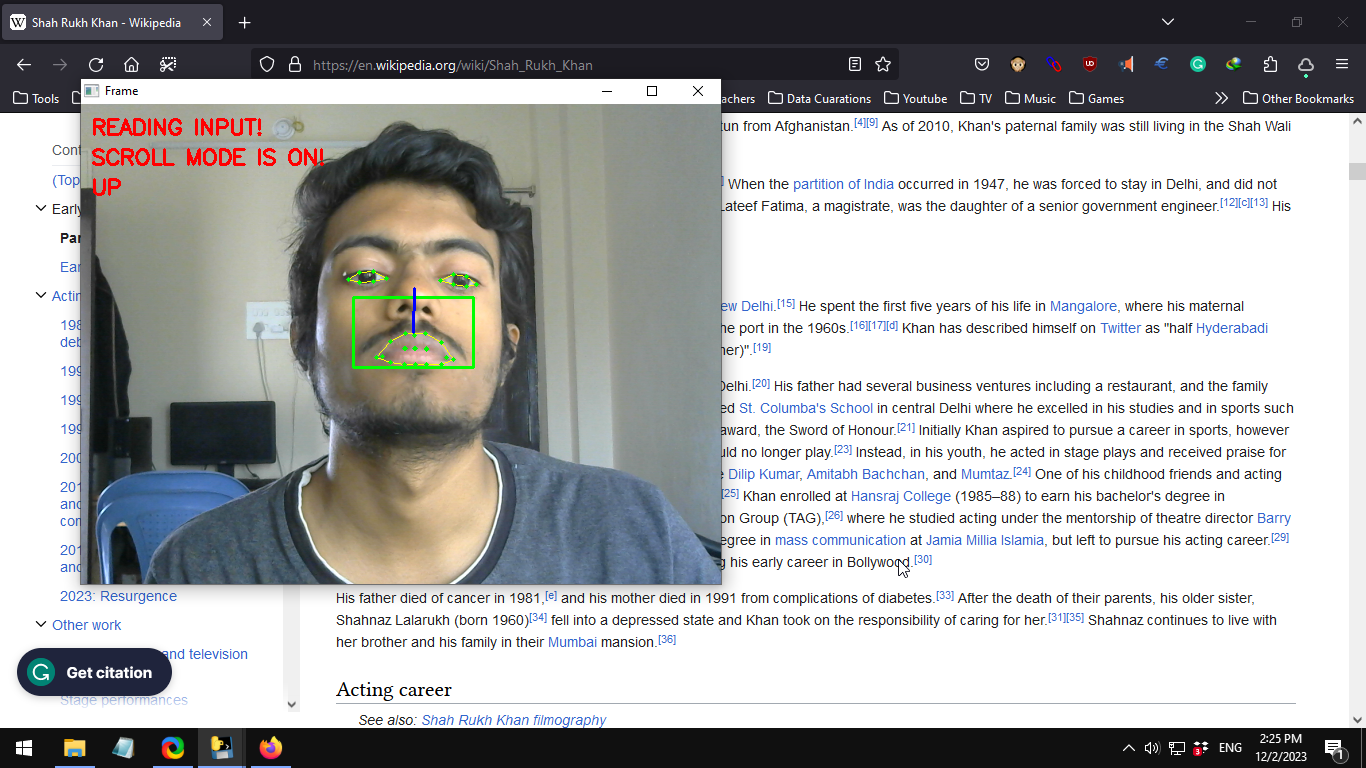 Shah Rukh Khan - Wikipedia
https://en.wikipedia.org/wiki/Shah_Rukh_Khan
Tools
achers
Data Cuarations
Youtube
TV
Music
Games
Other Bookmarks
Frame
READING INPUT!
SCROLL MODE IS ON!
UP
Cont
(Top
Early
Par
Ear
Actin
198
deb
199
199
199
200
201
and
con
201
and
2023: Resurgence
Other work
and television
Stage performances
Get citation
tun from Afghanistan.[4][9] As of 2010, Khan's paternal family was still living in the Shah Wali
] When the partition of India occurred in 1947, he was forced to stay in Delhi, and did not
Lateef Fatima, a magistrate, was the daughter of a senior government engineer.[12][c][13] His
ew Delhi.[15] He spent the first five years of his life in Mangalore, where his maternal
he port in the 1960s.[16][17][d] Khan has described himself on Twitter as "half Hyderabadi
her)".[19]
Delhi.[20] His father had several business ventures including a restaurant, and the family
ed St. Columba's School in central Delhi where he excelled in his studies and in sports such
award, the Sword of Honour.[21] Initially Khan aspired to pursue a career in sports, however
uld no longer play.[23] Instead, in his youth, he acted in stage plays and received praise for
e Dilip Kumar, Amitabh Bachchan, and Mumtaz.[24] One of his childhood friends and acting
[25] Khan enrolled at Hansraj College (1985–88) to earn his bachelor's degree in
on Group (TAG),[26] where he studied acting under the mentorship of theatre director Barry
egree in mass communication at Jamia Millia Islamia, but left to pursue his acting career.[29]
g his early career in Bollywood.[30]
His father died of cancer in 1981,[e] and his mother died in 1991 from complications of diabetes.[33] After the death of their parents, his older sister,
Shahnaz Lalarukh (born 1960)[34] fell into a depressed state and Khan took on the responsibility of caring for her.[31][35] Shahnaz continues to live with
her brother and his family in their Mumbai mansion.[36]
Acting career
See also: Shah Rukh Khan filmography
ENG
2:25 PM
12/2/2023